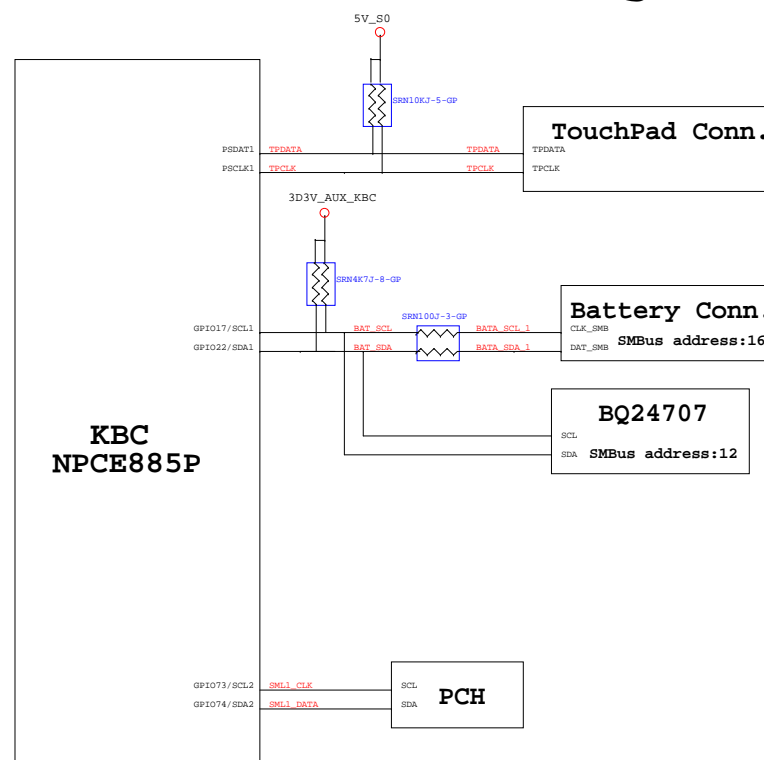 5V_S0
SRN10KJ-5-GP
TouchPad Conn.
PSDAT1 TPDATA TPDATA TPDATA
PSCLK1 TPCLK TPCLK TPCLK
3D3V_AUX_KBC
SRN4K7J-8-GP
SRN100J-3-GP
Battery Conn.
GPIO17/SCL1 BAT_SCL BATA_SCL_1 CLK_SMB
SMBus address:16
GPIO22/SDA1 BAT_SDA BATA_SDA_1 DAT_SMB
BQ24707
SCL
SDA SMBus address:12
KBC
NPCE885P
GPIO73/SCL2 SML1_CLK SCL
PCH
GPIO74/SDA2 SML1_DATA SDA